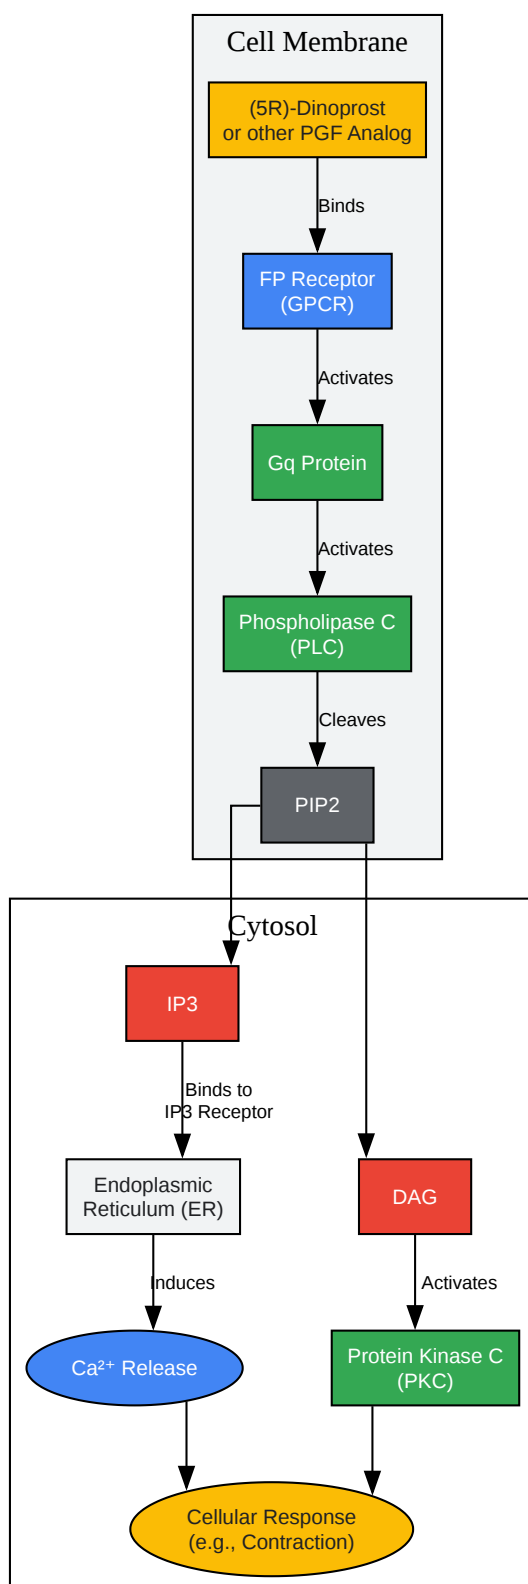 Cell Membrane
(5R)-Dinoprost
or other PGF Analog
Binds
FP Receptor
(GPCR)
Activates
Gq Protein
Activates
Phospholipase C
(PLC)
Cleaves
PIP2
Cytosol
IP3
Binds to
IP3 Receptor
Endoplasmic
Reticulum (ER)
DAG
Induces
Activates
Ca²⁺ Release
Protein Kinase C
(PKC)
Cellular Response
(e.g., Contraction)